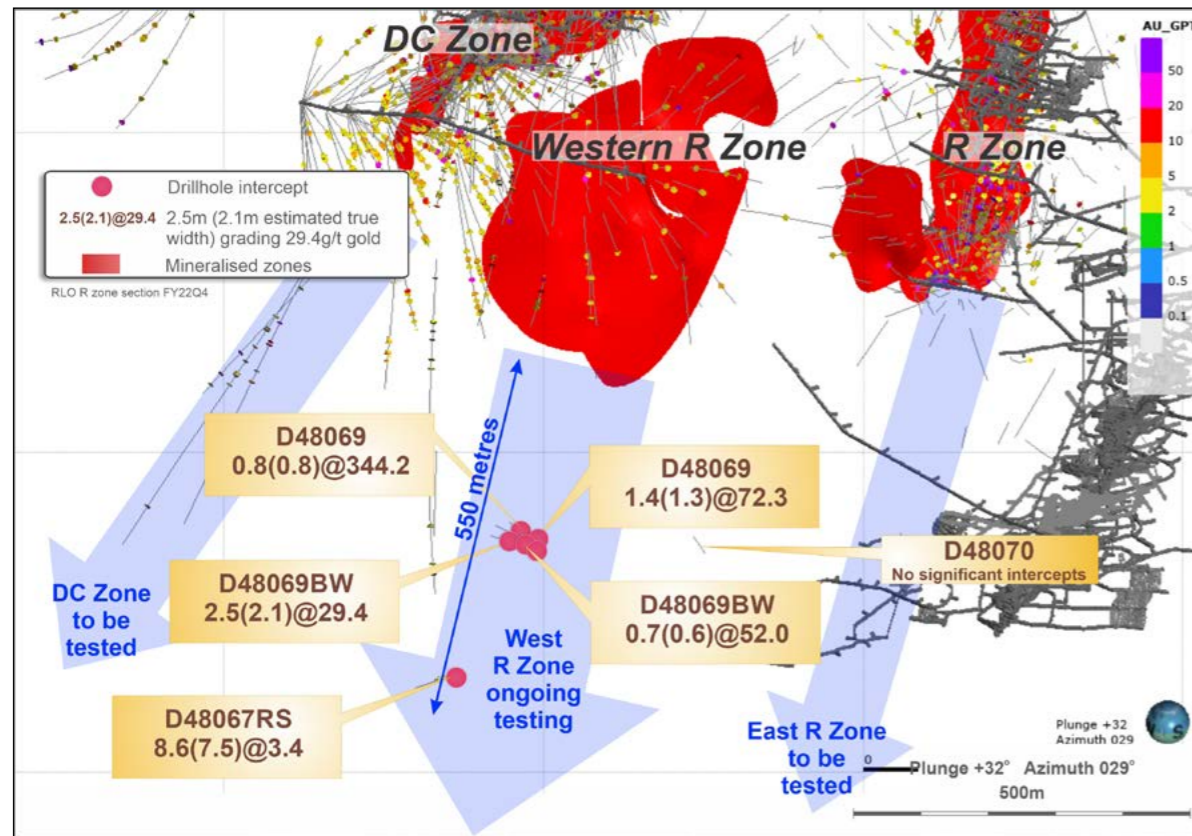 DC Zone
Western R Zone
R Zone
AU_GPT
50
20
10
5
2
1
0.5
0.1
Drillhole intercept
2.5(2.1)@29.4
2.5m (2.1m estimated true
width) grading 29.4g/t gold
Mineralised zones
RLO R zone section FY22Q4
550 metres
D48069
0.8(0.8)@344.2
D48069
1.4(1.3)@72.3
D48070
No significant intercepts
D48069BW
2.5(2.1)@29.4
D48069BW
0.7(0.6)@52.0
DC Zone
to be
tested
West
R Zone
ongoing
testing
D48067RS
8.6(7.5)@3.4
East R Zone
to be
tested
Plunge +32
Azimuth 029
S
0
Plunge +32° Azimuth 029°
500m